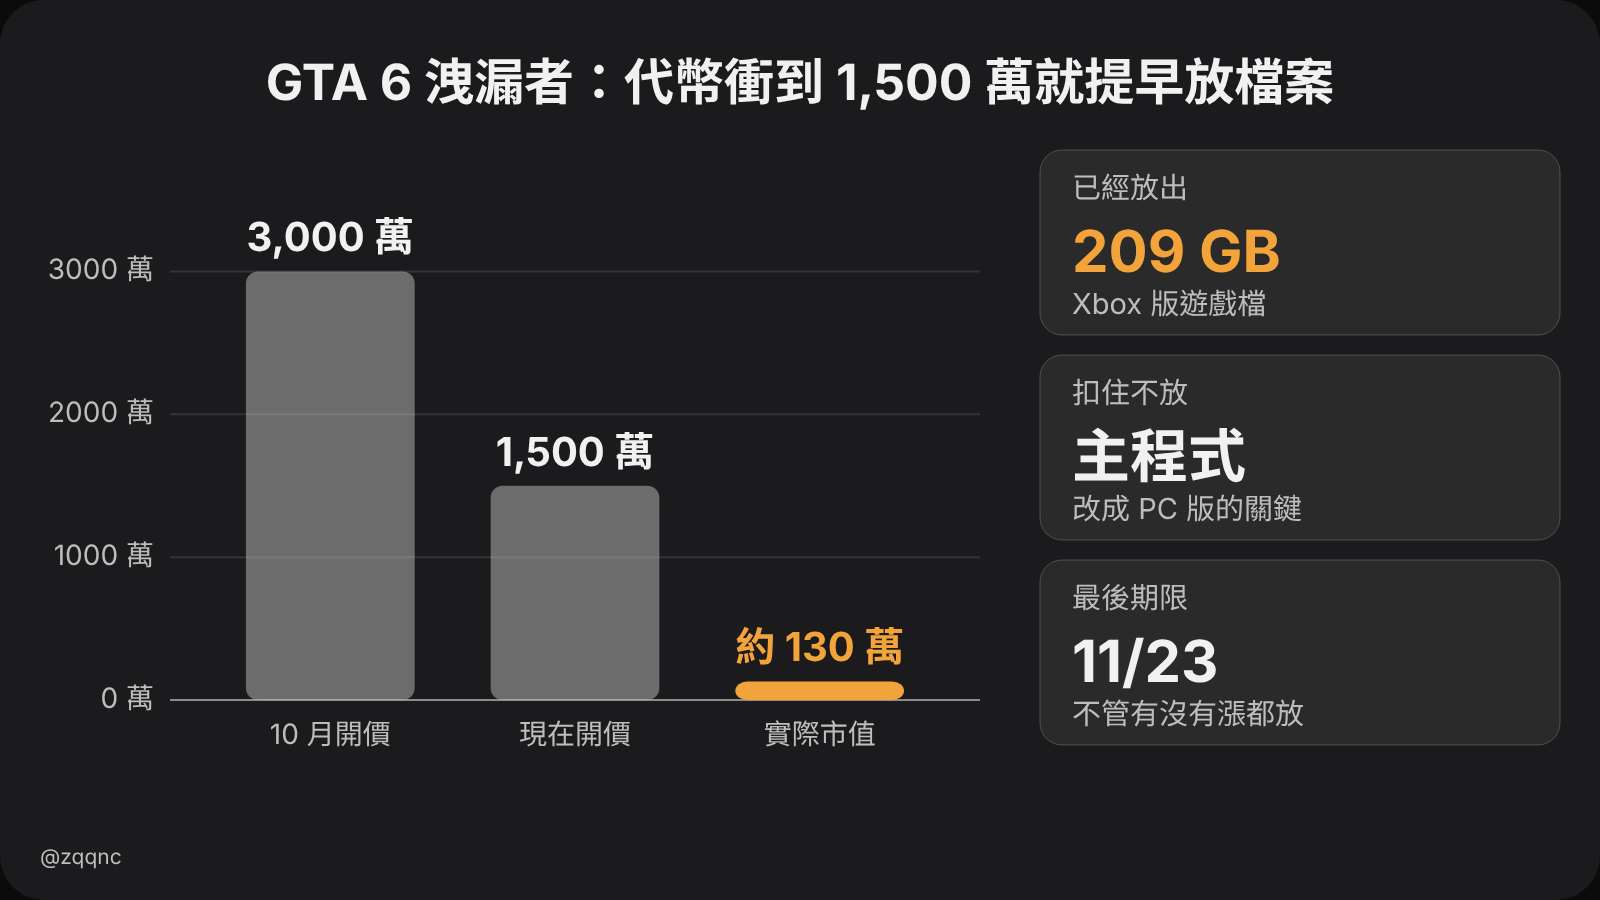 GTA 6 洩漏者：代幣衝到 1,500 萬就提早放檔案
3,000 萬
1,500 萬
約 130 萬
3000 萬
2000 萬
1000 萬
0 萬
10 月開價
現在開價
實際市值
已經放出
209 GB
Xbox 版遊戲檔
扣住不放
主程式
改成 PC 版的關鍵
最後期限
11/23
不管有沒有漲都放
@zqqnc